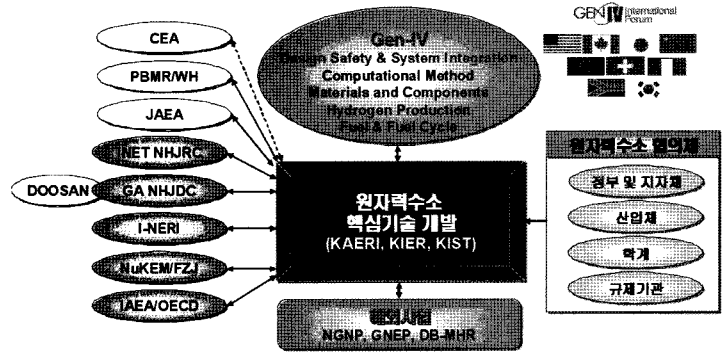 CEA
PBMR/WH
JAEA
NET NHJRC
DOOSAN
GA NHJDC
I-NERI
NuKEM/FZJ
IAEA/OECD
Gen-IV
Design Safety & System Integration
Computational Method
Materials and Components
Hydrogen Production
Fuel & Fuel Cycle
원자력수소
핵심기술 개발
(KAERI, KIER, KIST)
해외사업
NGNP, GNEP, DB-MHR
GEN IV International
Forum
원자력수소 협의체
정부 및 지자체
산업체
학계
규제기관